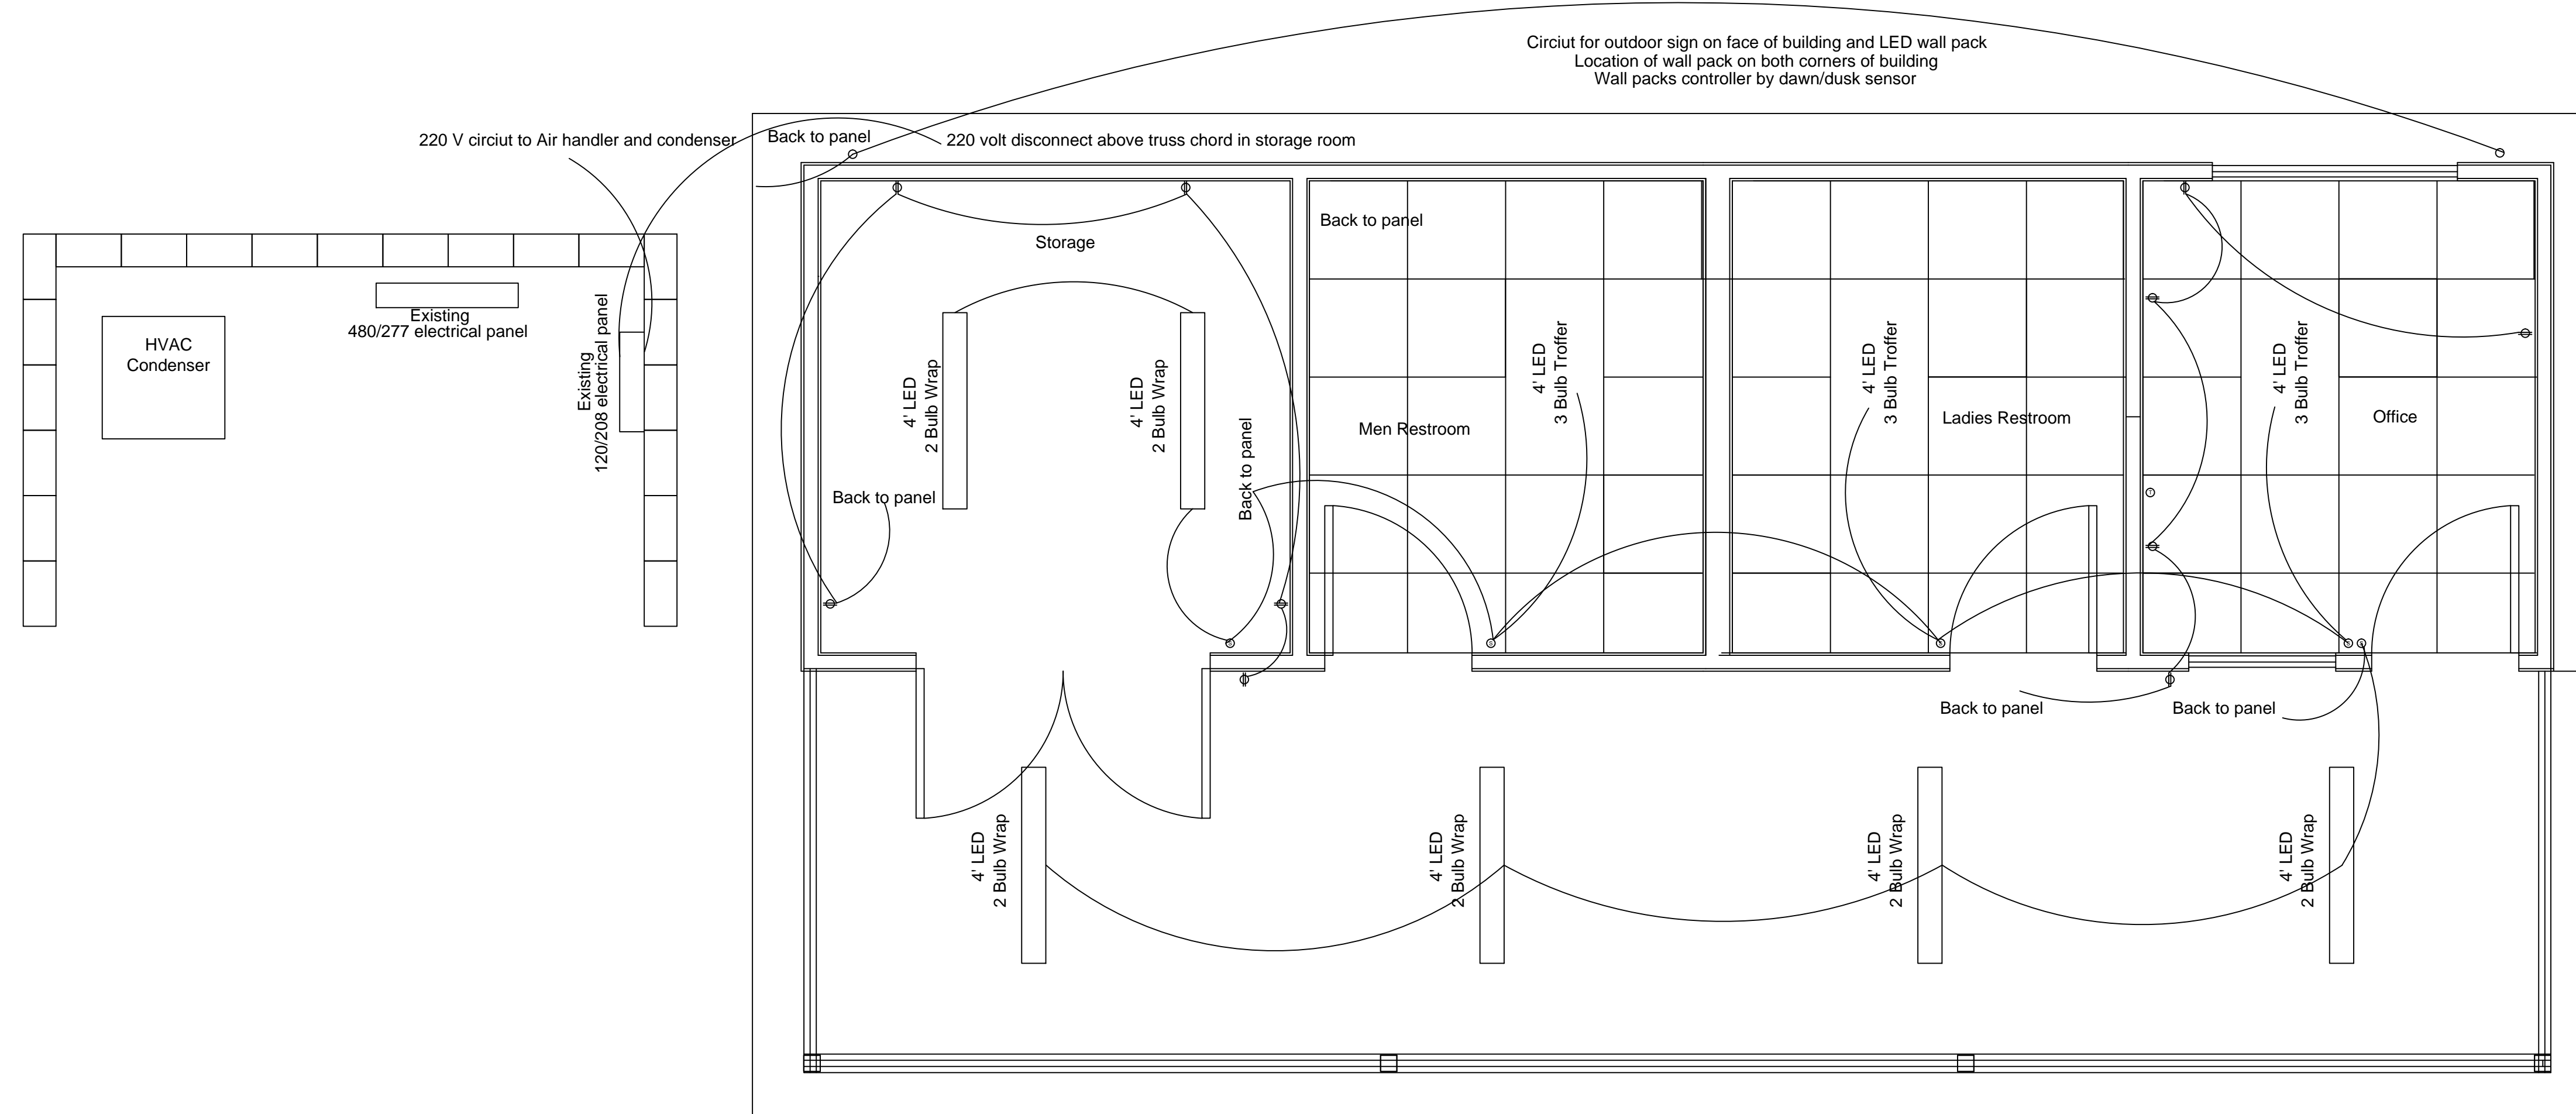 Circiut for outdoor sign on face of building and LED wall pack
Location of wall pack on both corners of building
Wall packs controller by dawn/dusk sensor
220 V circiut to Air handler and condenser
Back to panel
220 volt disconnect above truss chord in storage room
Back to panel
Storage
Existing
480/277 electrical panel
HVAC
Condenser
Existing
120/208 electrical panel
4' LED
2 Bulb Wrap
4' LED
2 Bulb Wrap
4' LED
3 Bulb Troffer
4' LED
3 Bulb Troffer
4' LED
3 Bulb Troffer
Men Restroom
Ladies Restroom
Office
Back to panel
Back to panel
T
S
S
S
S
S
Back to panel
Back to panel
4' LED
2 Bulb Wrap
4' LED
2 Bulb Wrap
4' LED
2 Bulb Wrap
4' LED
2 Bulb Wrap